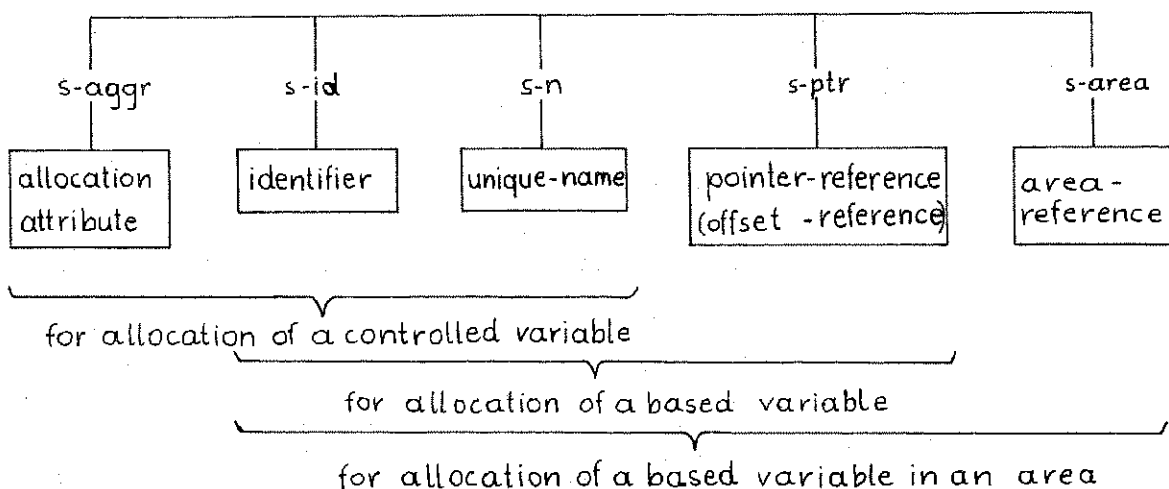 s-aggr s-id s-n s-ptr s-area
allocation attribute
identifier
unique-name
pointer-reference
(offset-reference)
area-
reference
for allocation of a controlled variable
for allocation of a based variable
for allocation of a based variable in an area